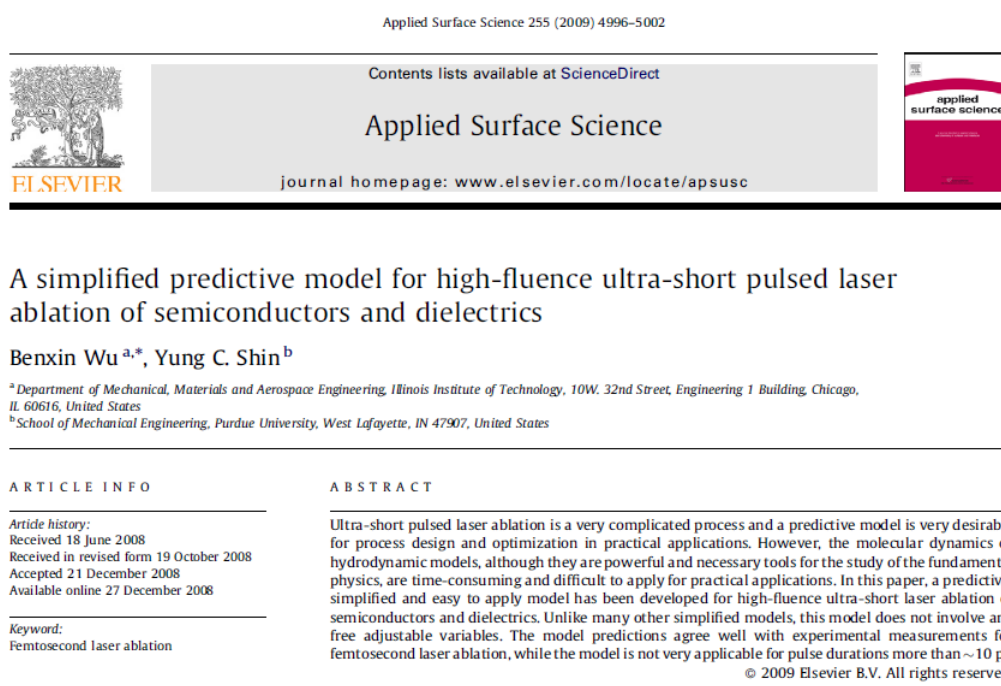 Applied Surface Science 255 (2009) 4996–5002
Contents lists available at ScienceDirect
Applied Surface Science
journal homepage: www.elsevier.com/locate/apsusc
ELSEVIER
applied
surface science
A simplified predictive model for high-fluence ultra-short pulsed laser
ablation of semiconductors and dielectrics
Benxin Wu a,*, Yung C. Shin b
a Department of Mechanical, Materials and Aerospace Engineering, Illinois Institute of Technology, 10W. 32nd Street, Engineering 1 Building, Chicago,
IL 60616, United States
b School of Mechanical Engineering, Purdue University, West Lafayette, IN 47907, United States
ARTICLE INFO
Article history:
Received 18 June 2008
Received in revised form 19 October 2008
Accepted 21 December 2008
Available online 27 December 2008
Keyword:
Femtosecond laser ablation
ABSTRACT
Ultra-short pulsed laser ablation is a very complicated process and a predictive model is very desirab
for process design and optimization in practical applications. However, the molecular dynamics
hydrodynamic models, although they are powerful and necessary tools for the study of the fundament
physics, are time-consuming and difficult to apply for practical applications. In this paper, a predictiv
simplified and easy to apply model has been developed for high-fluence ultra-short laser ablation
semiconductors and dielectrics. Unlike many other simplified models, this model does not involve an
free adjustable variables. The model predictions agree well with experimental measurements fo
femtosecond laser ablation, while the model is not very applicable for pulse durations more than ~10 p
© 2009 Elsevier B.V. All rights reserve